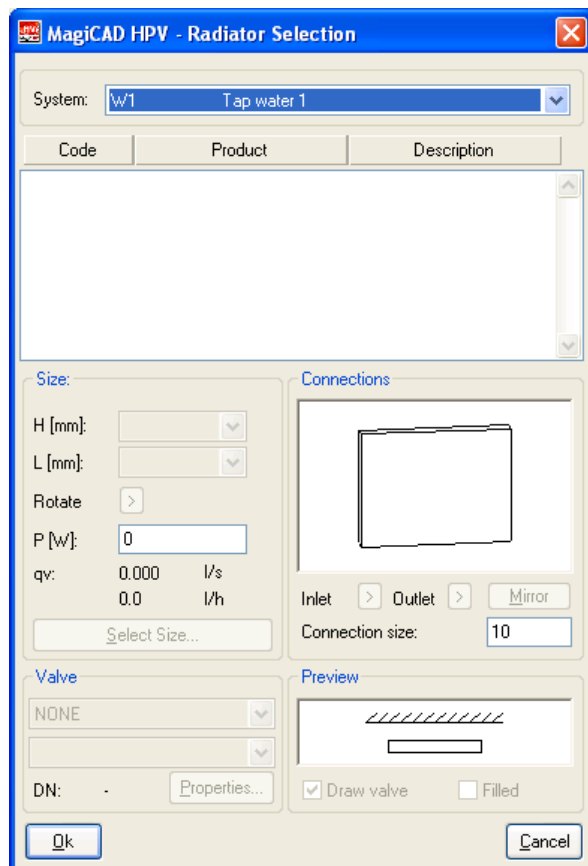 MagiCAD HPV - Radiator Selection
System: W1 Tap water 1
Code Product Description
Size:
H [mm]:
L [mm]:
Rotate >
P [W]: 0
qv: 0.000 l/s
0.0 l/h
Select Size...
Connections
Inlet > Outlet > Mirror
Connection size: 10
Valve
NONE
DN: - Properties...
Preview
Draw valve Filled
Ok Cancel